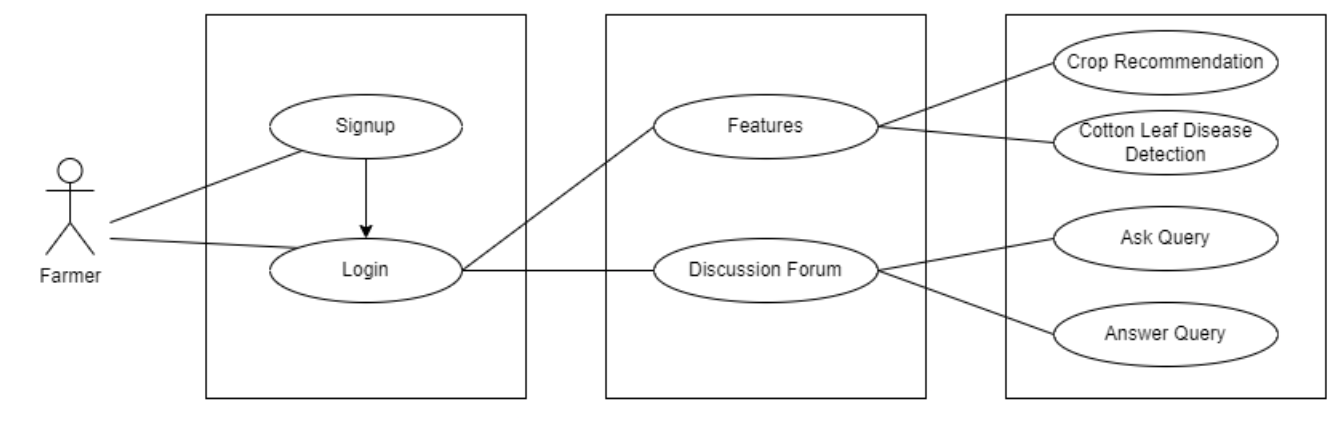 Farmer
Signup
Login
Features
Discussion Forum
Crop Recommendation
Cotton Leaf Disease
Detection
Ask Query
Answer Query